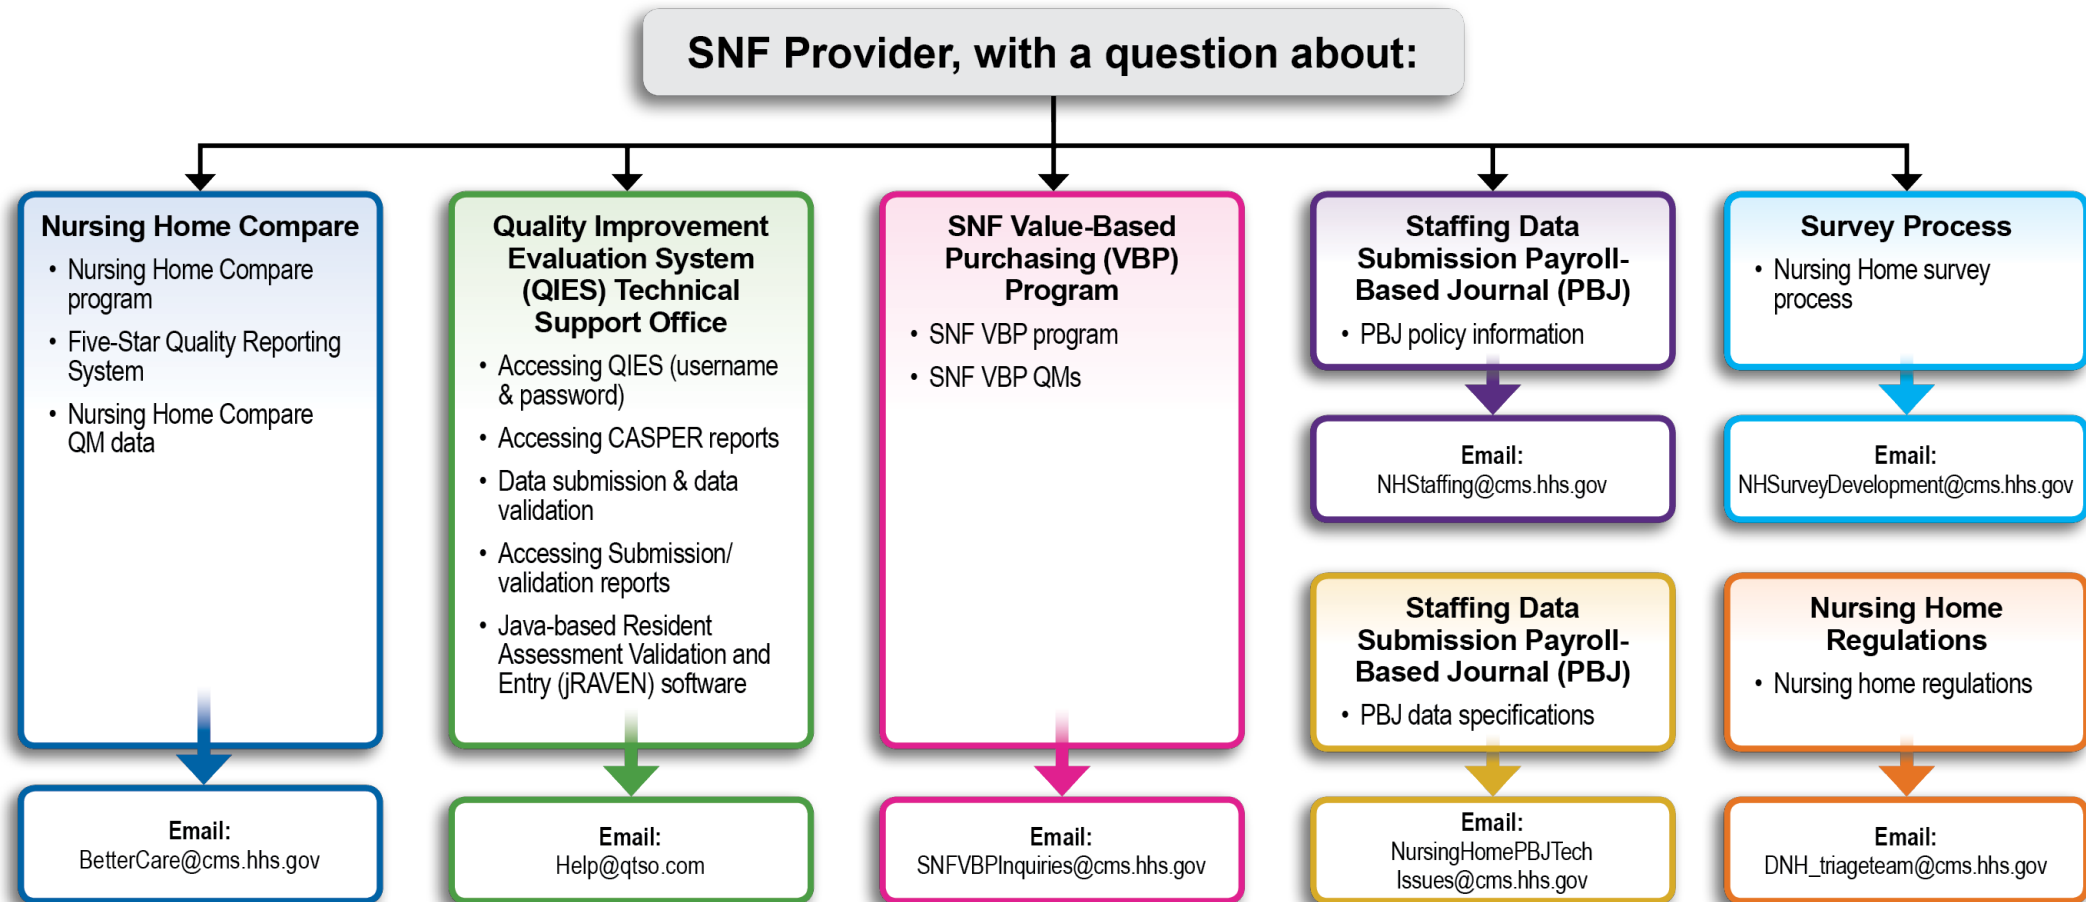 SNF Provider, with a question about:
Nursing Home Compare
• Nursing Home Compare
program
• Five-Star Quality Reporting
System
• Nursing Home Compare
QM data
Email:
BetterCare@cms.hhs.gov
Quality Improvement
Evaluation System
(QIES) Technical
Support Office
• Accessing QIES (username
& password)
• Accessing CASPER reports
• Data submission & data
validation
• Accessing Submission/
validation reports
• Java-based Resident
Assessment Validation and
Entry (jRAVEN) software
Email:
Help@qtso.com
SNF Value-Based
Purchasing (VBP)
Program
• SNF VBP program
• SNF VBP QMs
Email:
SNFVBPInquiries@cms.hhs.gov
Staffing Data
Submission Payroll-
Based Journal (PBJ)
• PBJ policy information
Email:
NHStaffing@cms.hhs.gov
Staffing Data
Submission Payroll-
Based Journal (PBJ)
• PBJ data specifications
Email:
NursingHomePBJTech
Issues@cms.hhs.gov
Survey Process
• Nursing Home survey
process
Email:
NHSurveyDevelopment@cms.hhs.gov
Nursing Home
Regulations
• Nursing home regulations
Email:
DNH_triageteam@cms.hhs.gov